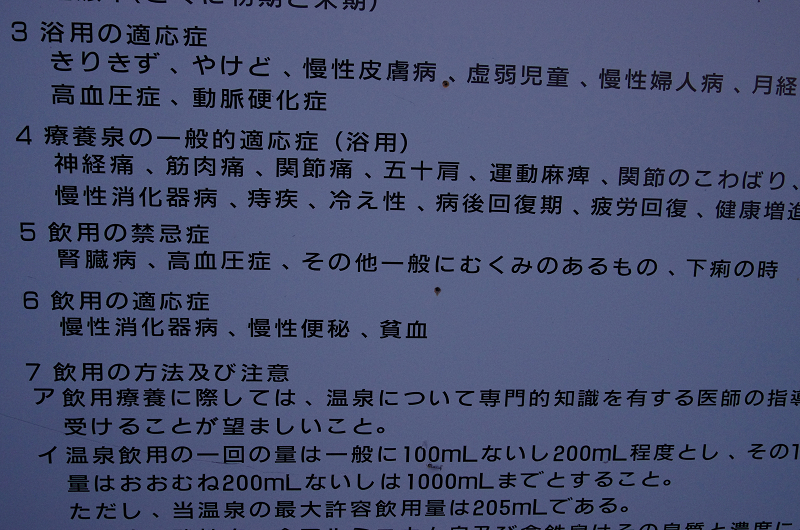 (とくに初期と末期)
3 浴用の適応症
きりきず、やけど、慢性皮膚病、虚弱児童、慢性婦人病、月経
高血圧症、動脈硬化症
4 療養泉の一般的適応症(浴用)
神経痛、筋肉痛、関節痛、五十肩、運動麻痺、関節のこわばり、
慢性消化器病、痔疾、冷え性、病後回復期、疲労回復、健康増進
5 飲用の禁忌症
腎臓病、高血圧症、その他一般にむくみのあるもの、下痢の時
6 飲用の適応症
慢性消化器病、慢性便秘、貧血
7 飲用の方法及び注意
ア 飲用療養に際しては、温泉について専門的知識を有する医師の指導
受けることが望ましいこと。
イ 温泉飲用の一回の量は一般に100mLないし200mL程度とし、その1
量はおおむね200mLないしは1000mLまでとすること。
ただし、当温泉の最大許容飲用量は205mLである。